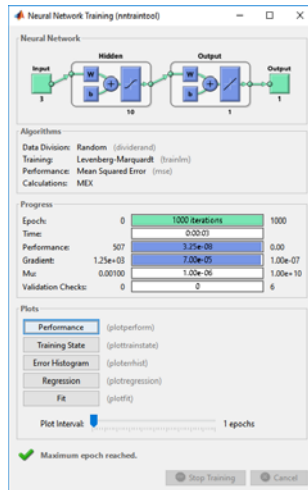 Neural Network Training (nntraintool)
Neural Network
Hidden Output
Input Output
W W
b b
3 1
10 1
Algorithms
Data Division: Random (dividerand)
Training: Levenberg-Marquardt (trainlm)
Performance: Mean Squared Error (mse)
Calculations: MEX
Progress
Epoch: 0 1000 iterations 1000
Time: 0:00:03
Performance: 507 3.25e-08 0.00
Gradient: 1.25e+03 7.00e-05 1.00e-07
Mu: 0.00100 1.00e-06 1.00e+10
Validation Checks: 0 0 6
Plots
Performance (plotperform)
Training State (plottrainstate)
Error Histogram (ploterrhist)
Regression (plotregression)
Fit (plotfit)
Plot Interval: 1 epochs
Maximum epoch reached.
Stop Training Cancel